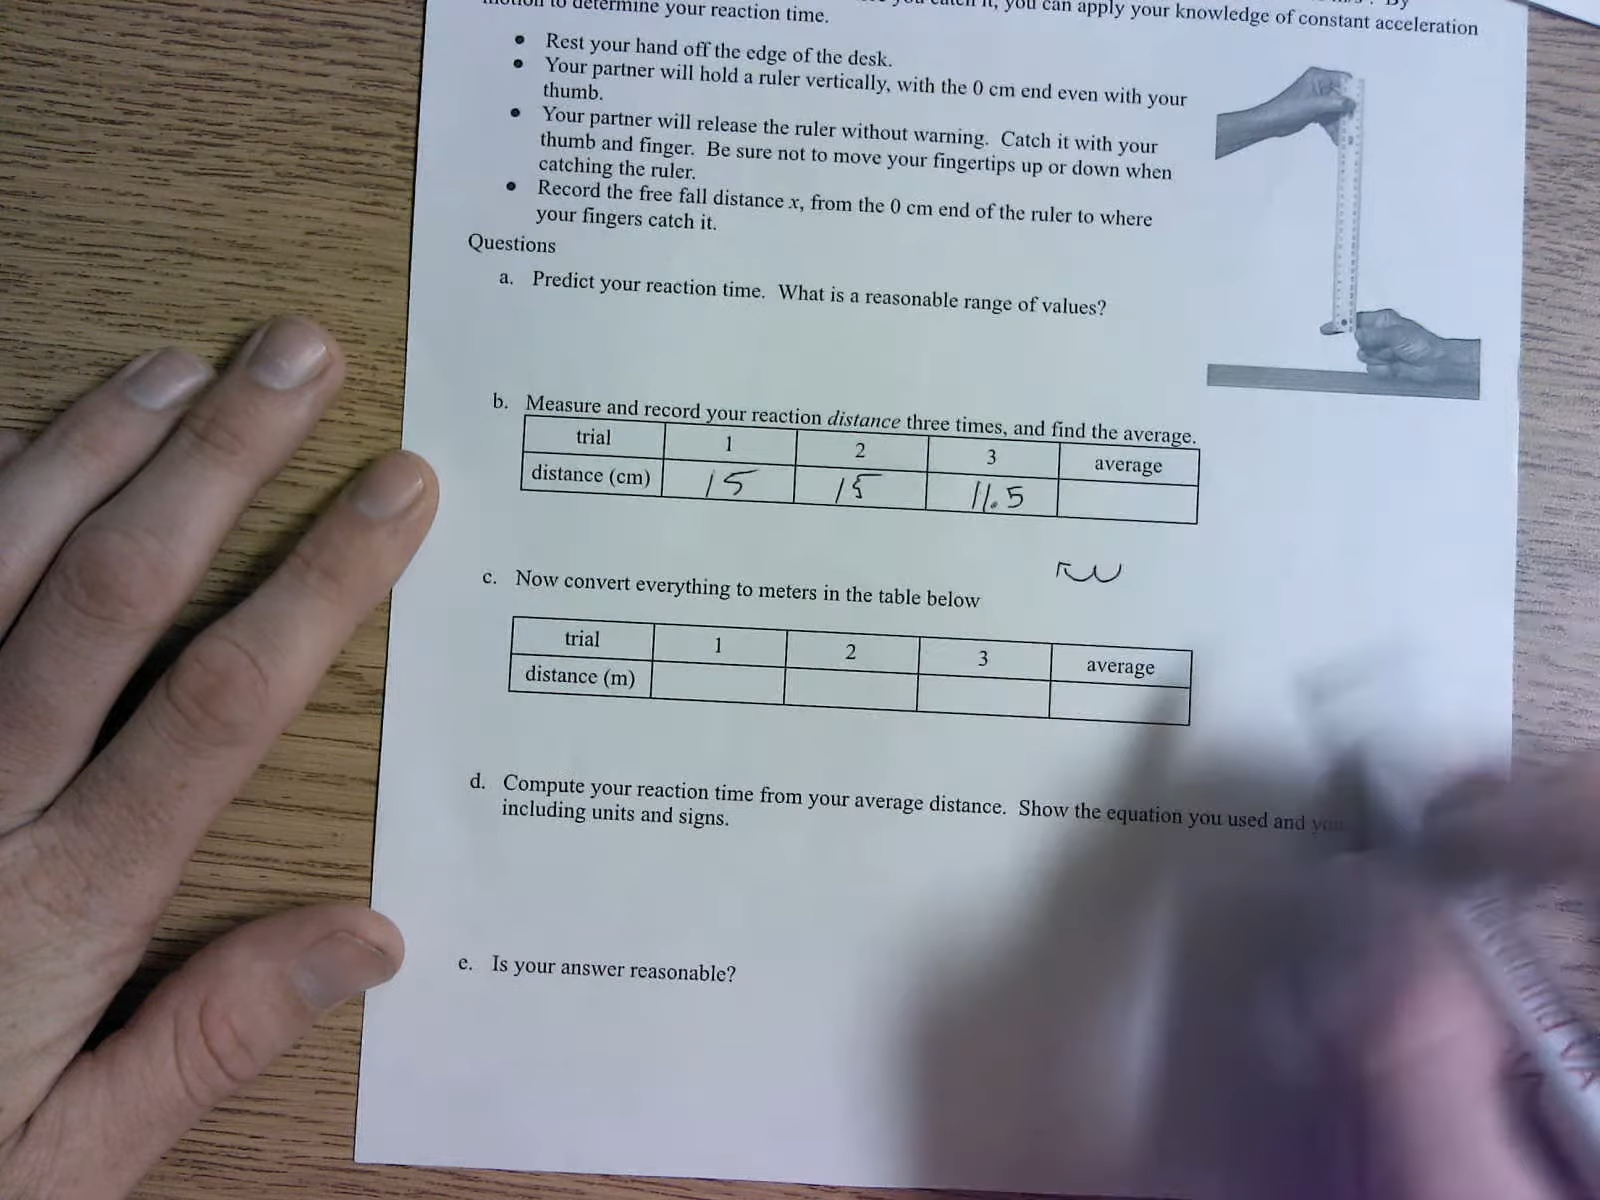 motion to determine your reaction time. you can apply your knowledge of constant acceleration
• Rest your hand off the edge of the desk.
• Your partner will hold a ruler vertically, with the 0 cm end even with your
thumb.
• Your partner will release the ruler without warning. Catch it with your
thumb and finger. Be sure not to move your fingertips up or down when
catching the ruler.
• Record the free fall distance x, from the 0 cm end of the ruler to where
your fingers catch it.
Questions
a. Predict your reaction time. What is a reasonable range of values?
b. Measure and record your reaction distance three times, and find the average.
trial 1 2 3 average
distance (cm) 15 15 11.5
c. Now convert everything to meters in the table below
trial 1 2 3 average
distance (m)
d. Compute your reaction time from your average distance. Show the equation you used and
including units and signs.
e. Is your answer reasonable?